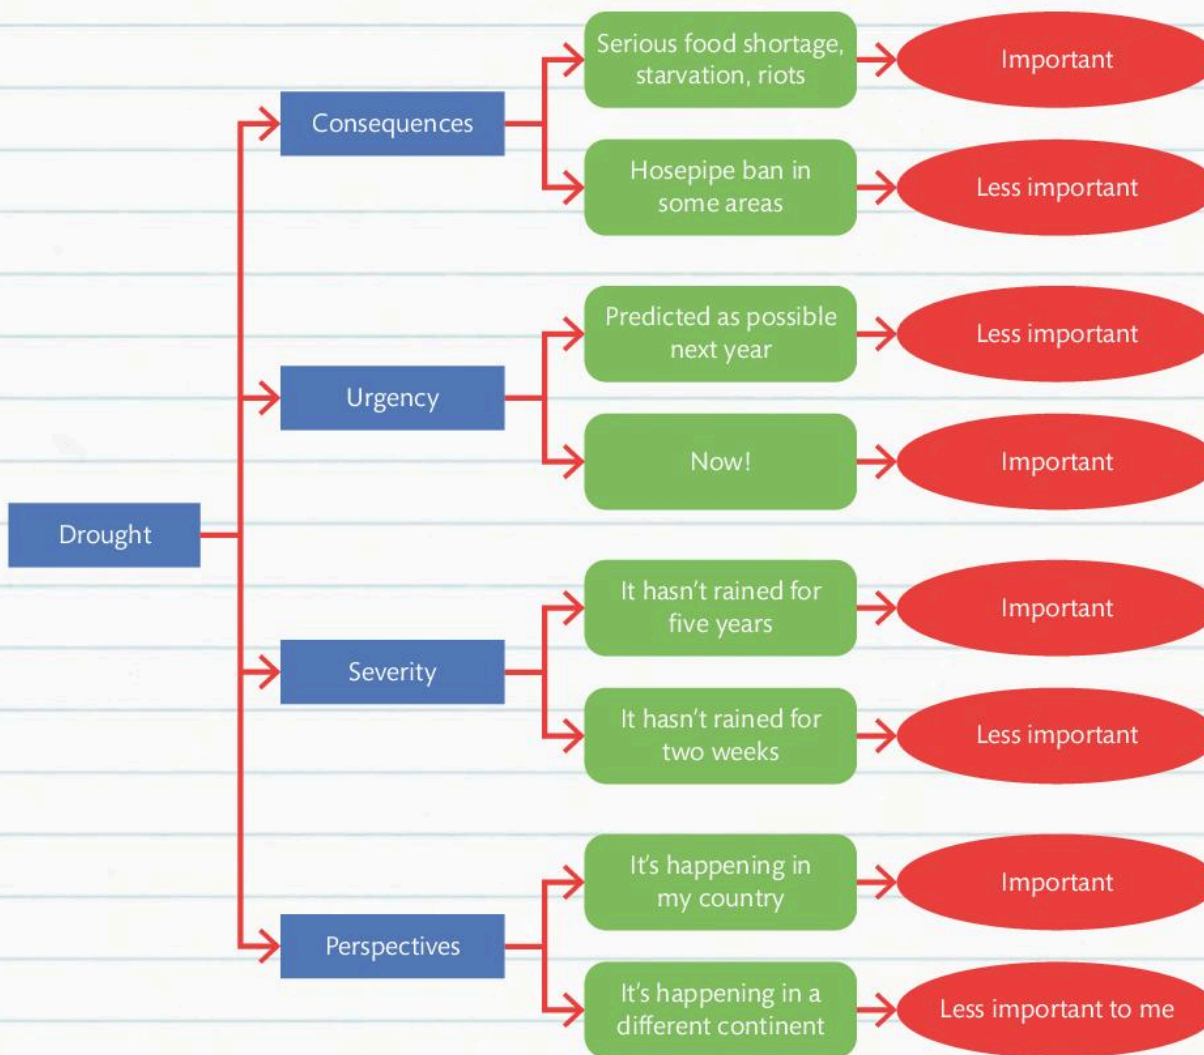 Serious food shortage,
starvation, riots
Important
Consequences
Hosepipe ban in
some areas
Less important
Predicted as possible
next year
Less important
Urgency
Now!
Important
Drought
It hasn't rained for
five years
Important
Severity
It hasn't rained for
two weeks
Less important
It's happening in
my country
Important
Perspectives
It's happening in a
different continent
Less important to me